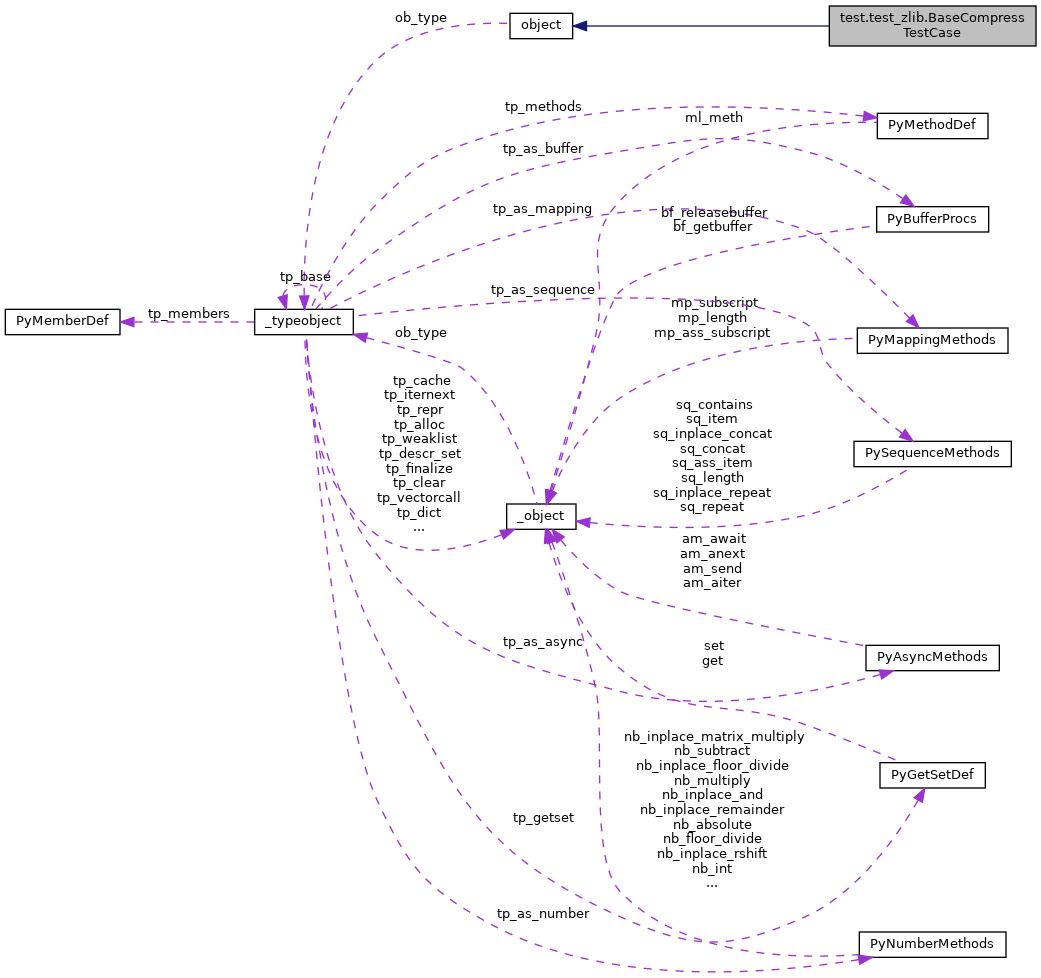 ob_type
object
test.test_zlib.BaseCompress
TestCase
tp_methods
ml_meth
PyMethodDef
tp_as_buffer
tp_as_mapping
bf_releasebuffer
bf_getbuffer
PyBufferProcs
tp_base
tp_as_sequence
PyMemberDef
tp_members
_typeobject
ob_type
mp_subscript
mp_length
mp_ass_subscript
PyMappingMethods
tp_cache
tp_iternext
tp_repr
tp_alloc
tp_weaklist
tp_descr_set
tp_finalize
tp_clear
tp_vectorcall
tp_dict
...
sq_contains
sq_item
sq_inplace_concat
sq_concat
sq_ass_item
sq_length
sq_inplace_repeat
sq_repeat
PySequenceMethods
_object
am_await
am_anext
am_send
am_aiter
tp_as_async
set
get
PyAsyncMethods
nb_inplace_matrix_multiply
nb_subtract
nb_inplace_floor_divide
nb_multiply
nb_inplace_and
nb_inplace_remainder
nb_absolute
nb_floor_divide
nb_inplace_rshift
nb_int
...
PyGetSetDef
tp_getset
tp_as_number
PyNumberMethods